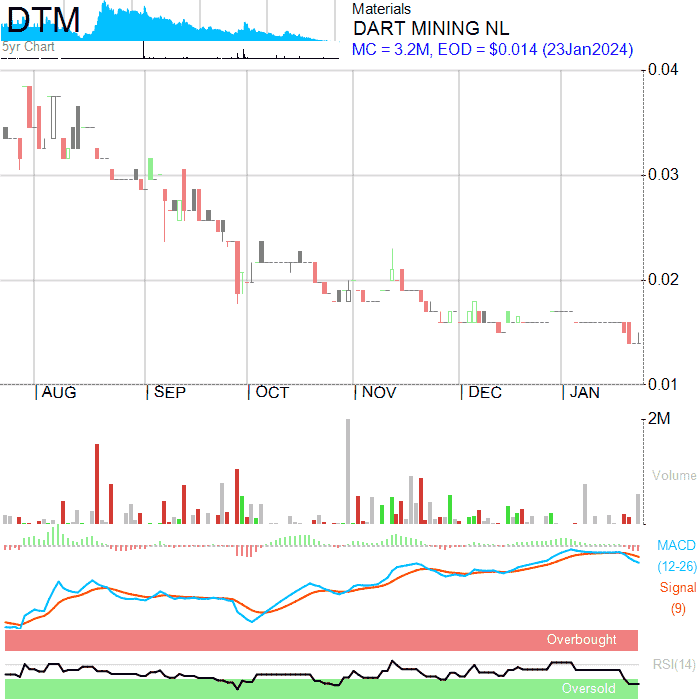 DTM
5yr Chart
Materials
DART MINING NL
MC = 3.2M, EOD = $0.014 (23Jan2024)
0.04
0.03
0.02
0.01
AUG SEP OCT NOV DEC JAN
2M
Volume
MACD
(12-26)
Signal
(9)
Overbought
RSI(14)
Oversold